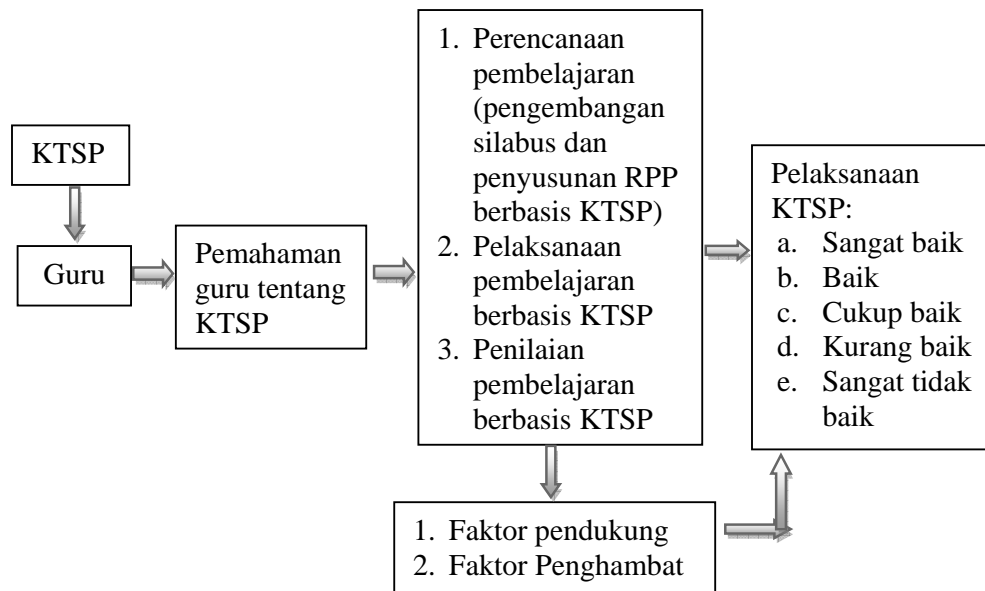 KTSP
Guru
Pemahaman
guru tentang
KTSP
1. Perencanaan
pembelajaran
(pengembangan
silabus dan
penyusunan RPP
berbasis KTSP)
2. Pelaksanaan
pembelajaran
berbasis KTSP
3. Penilaian
pembelajaran
berbasis KTSP
Pelaksanaan
KTSP:
a. Sangat baik
b. Baik
c. Cukup baik
d. Kurang baik
e. Sangat tidak
baik
1. Faktor pendukung
2. Faktor Penghambat